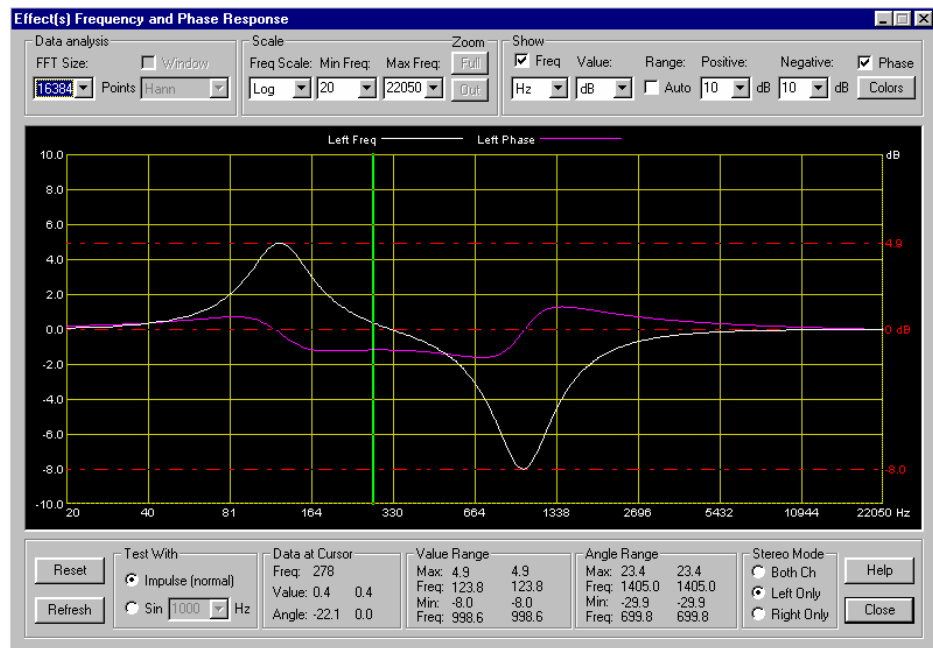 Effect(s) Frequency and Phase Response
Data analysis
FFT Size:
Window
16384
Points
Hann
Scale
Zoom
Freq Scale: Min Freq: Max Freq:
Full
Log
20
22050
Out
Show
Freq
Value:
Range:
Positive:
Negative:
Phase
Hz
dB
Auto
10
dB
10
dB
Colors
Left Freq
Left Phase
10.0
dB
8.0
6.0
4.9
4.0
2.0
0.0
0 dB
-2.0
-4.0
-6.0
-8.0
-8.0
-10.0
20 40 81 164 330 664 1338 2696 5432 10944 22050 Hz
Reset
Refresh
Test With
Impulse (normal)
Sin 1000 Hz
Data at Cursor
Freq: 278
Value: 0.4 0.4
Angle: -22.1 0.0
Value Range
Max: 4.9 4.9
Freq: 123.8 123.8
Min: -8.0 -8.0
Freq: 998.6 998.6
Angle Range
Max: 23.4 23.4
Freq: 1405.0 1405.0
Min: -29.9 -29.9
Freq: 699.8 699.8
Stereo Mode
Both Ch
Left Only
Right Only
Help
Close